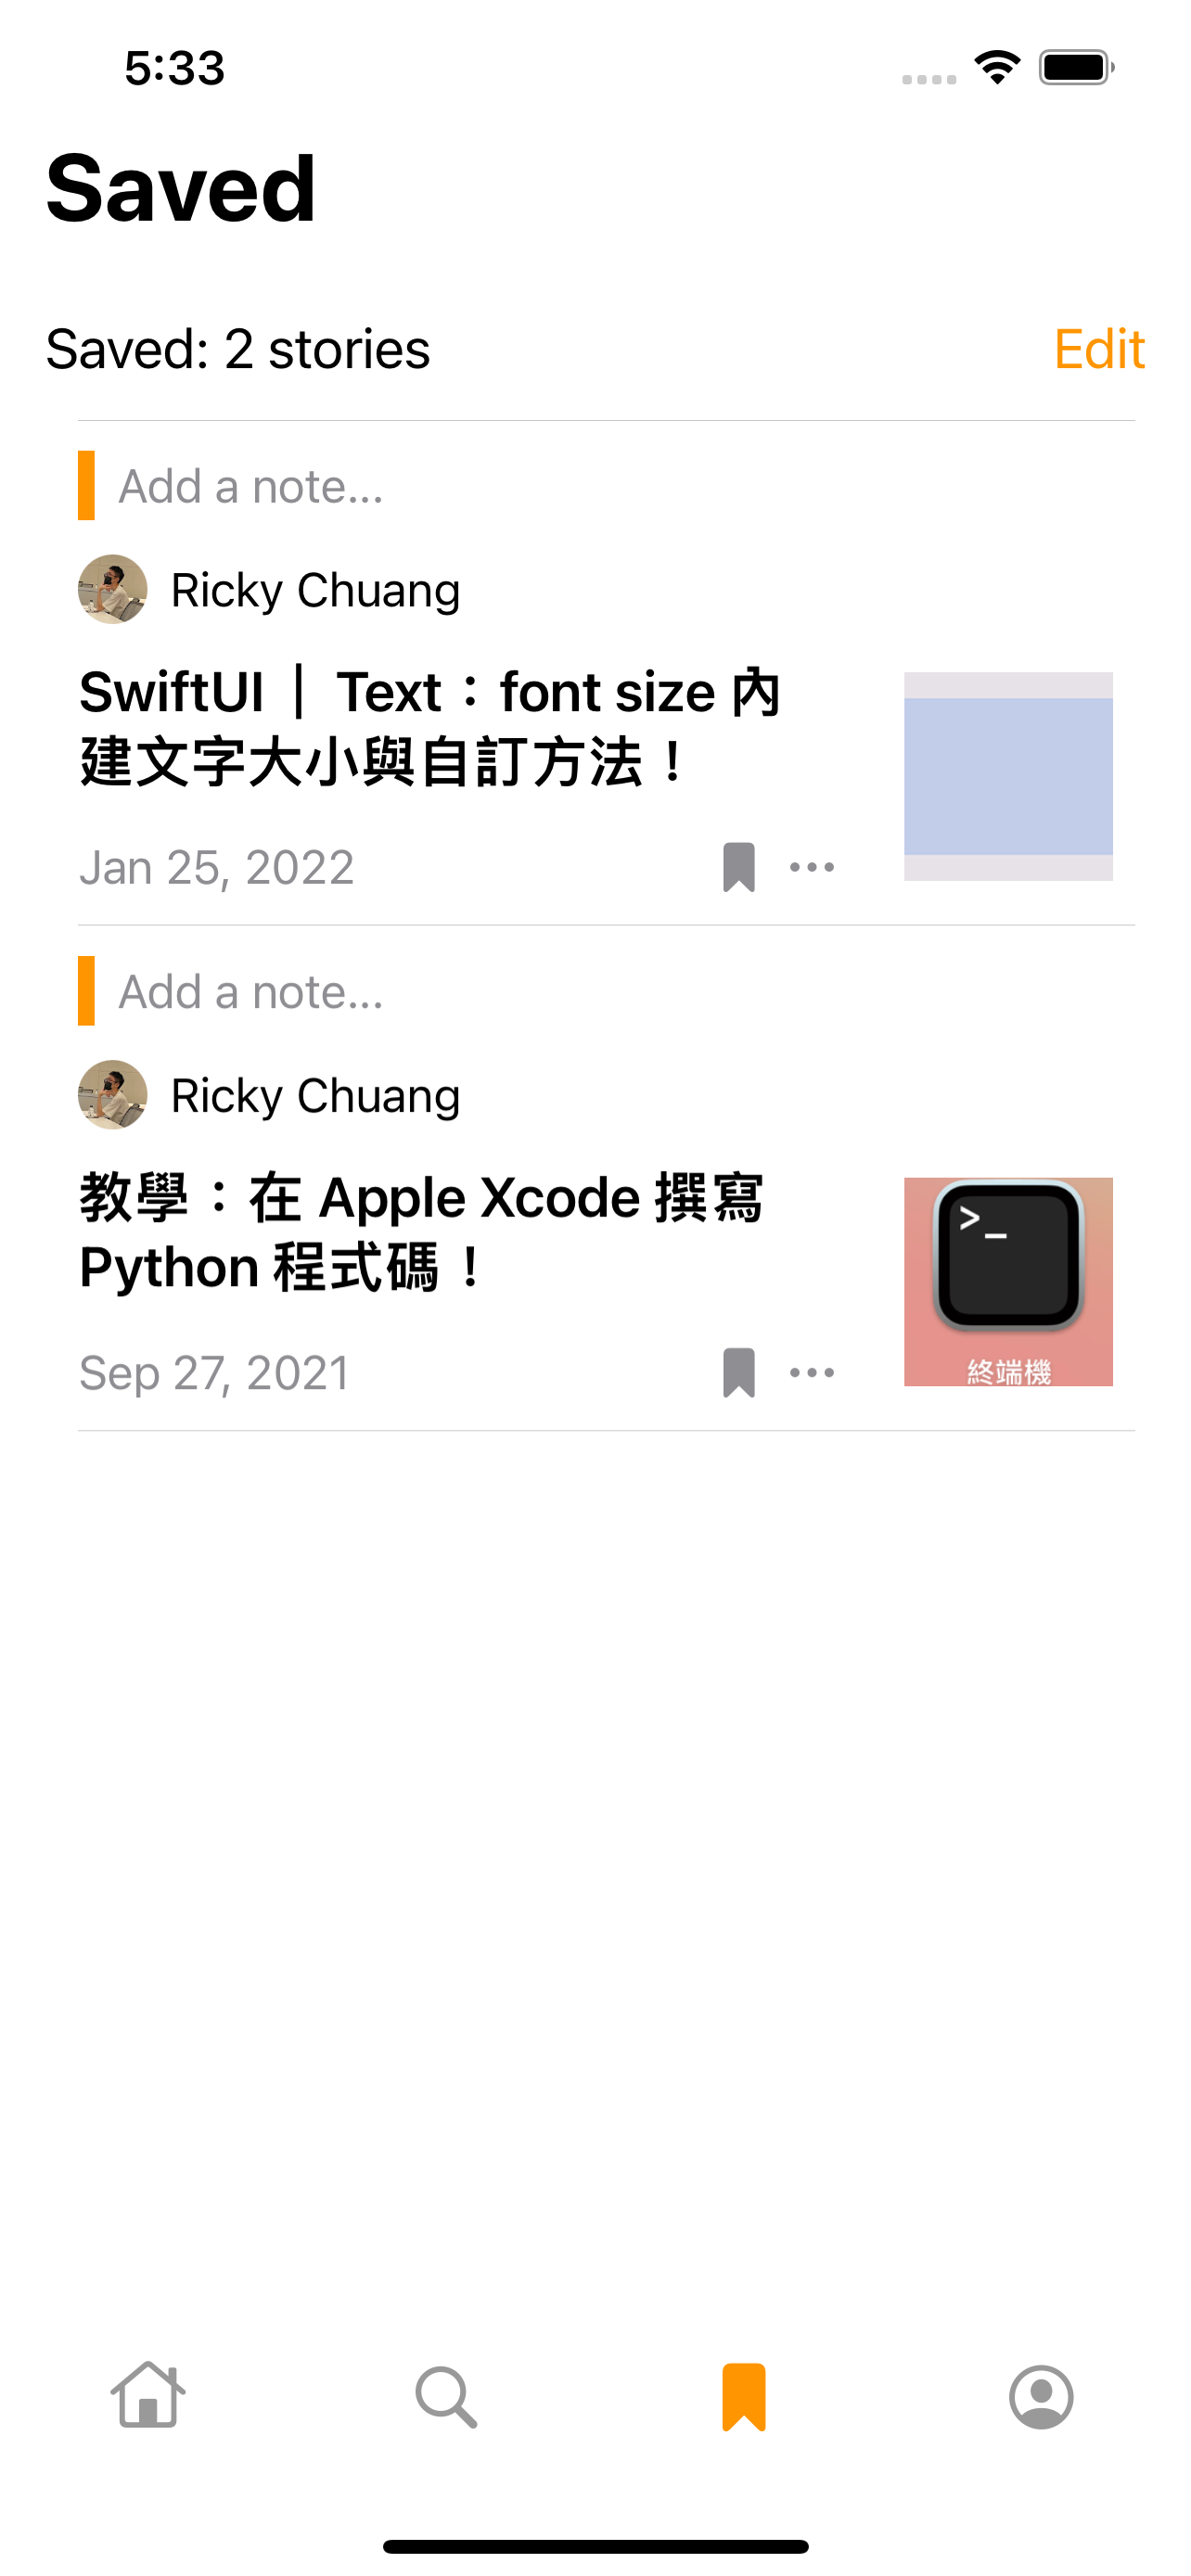 5:33
Saved
Saved: 2 stories
Edit
Add a note...
Ricky Chuang
SwiftUI｜Text：font size 內
建文字大小與自訂方法！
Jan 25, 2022
Add a note...
Ricky Chuang
教學：在 Apple Xcode 撰寫
Python 程式碼！
Sep 27, 2021
>_
終端機